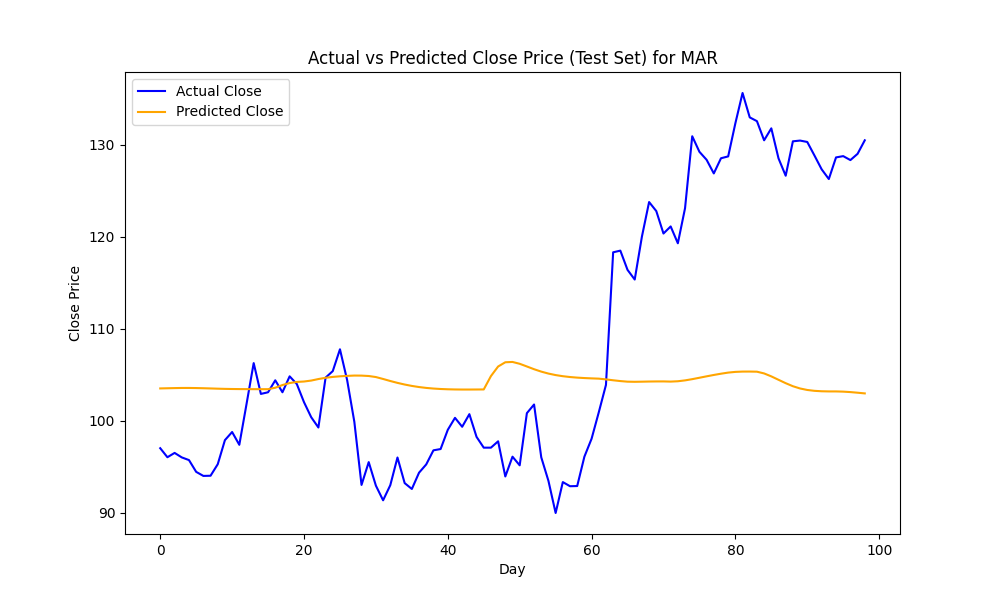 Actual vs Predicted Close Price (Test Set) for MAR
Actual Close
Predicted Close
130
120
110
100
90
Close Price
0 20 40 60 80 100
Day